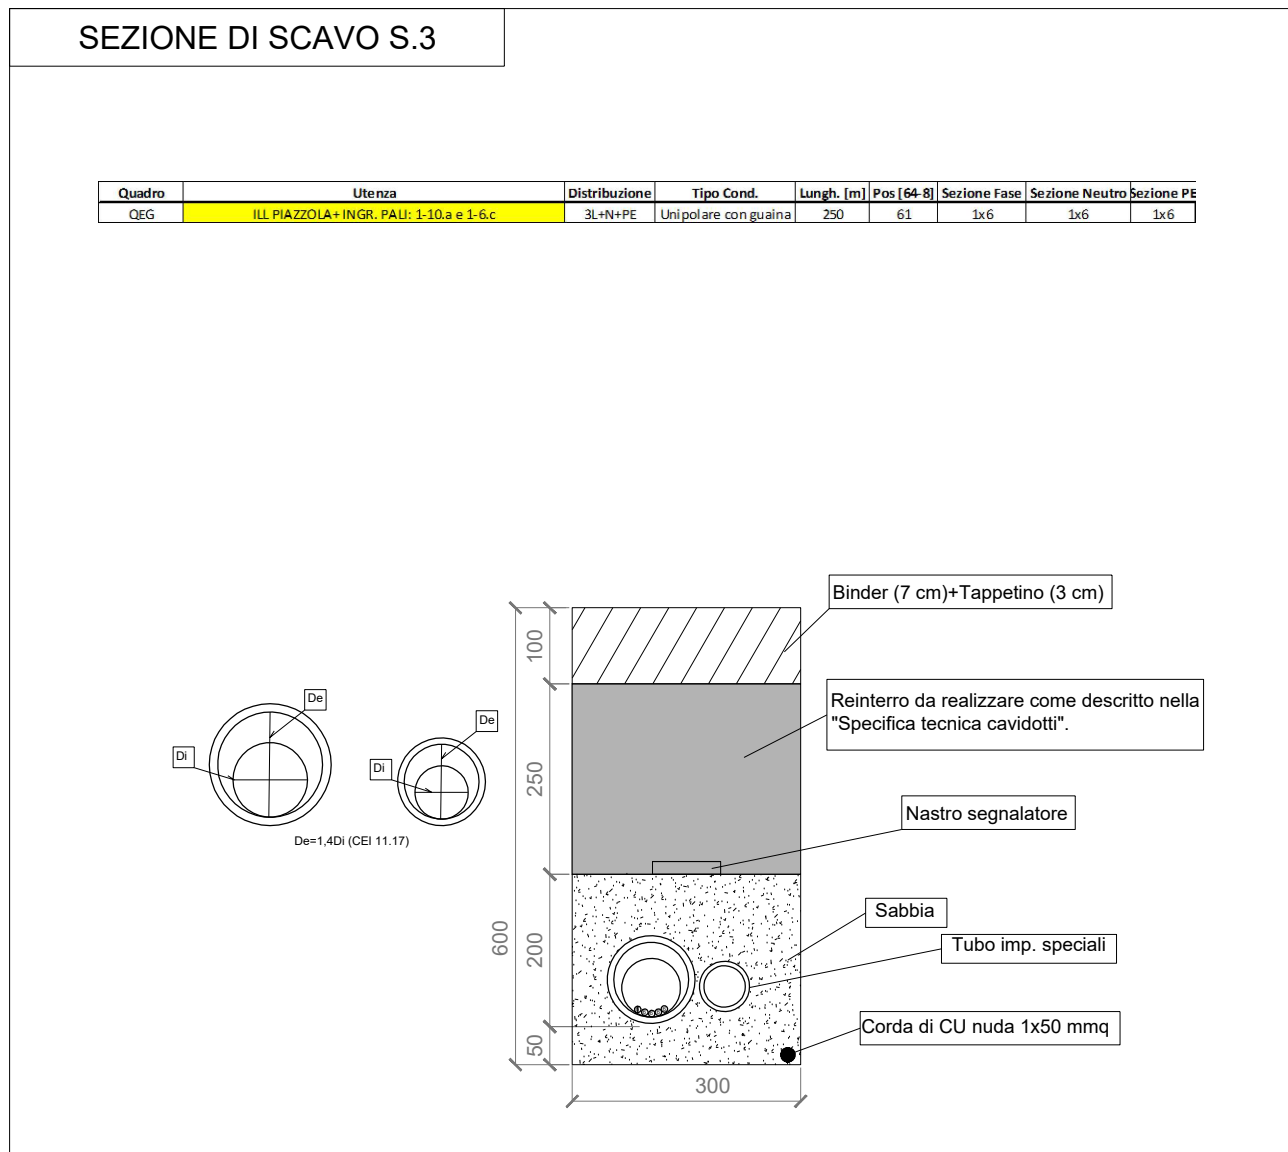 SEZIONE DI SCAVO S.3
Quadro Utenza Distribuzione Tipo Cond. Lungh. [m] Pos [64-8] Sezione Fase Sezione Neutro Sezione PE
QEG ILL PIAZZOLA+ INGR. PALI: 1-10.a e 1-6.c 3L+N+PE Unipolare con guaina 250 61 1x6 1x6 1x6
Binder (7 cm)+Tappetino (3 cm)
100
Reinterro da realizzare come descritto nella
"Specifica tecnica cavidotti".
De
De
Di
Di
250
De=1,4Di (CEI 11.17)
Nastro segnalatore
Sabbia
600
200
Tubo imp. speciali
Corda di CU nuda 1x50 mmq
50
300